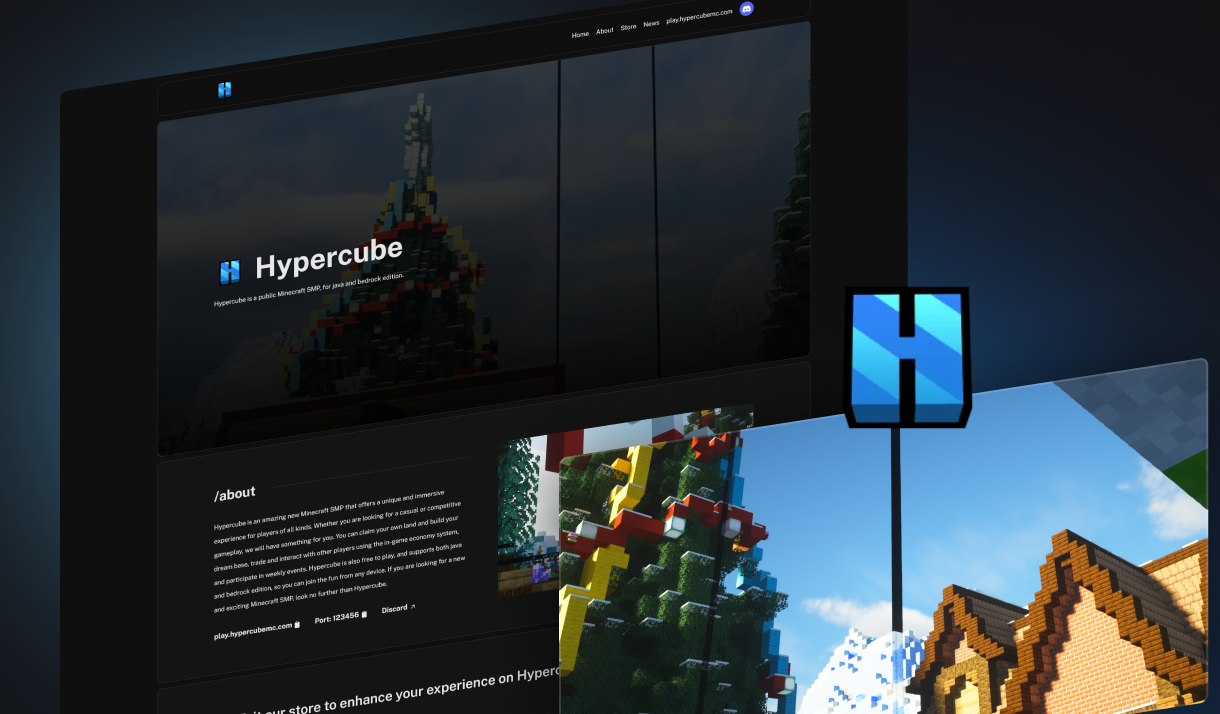 Home About Store News play.hypercubemc.com
Hypercube
Hypercube is a public Minecraft SMP, for java and bedrock edition.
H
/about
Hypercube is an amazing new Minecraft SMP that offers a unique and immersive
experience for players of all kinds. Whether you are looking for a casual or competitive
gameplay, we will have something for you. You can claim your own land and build your
dream base, trade and interact with other players using the in-game economy system,
and participate in weekly events. Hypercube is also free to play, and supports both java
and bedrock edition, so you can join the fun from any device. If you are looking for a new
and exciting Minecraft SMP, look no further than Hypercube.
play.hypercubemc.com Port: 123456 Discord
our store to enhance your experience on